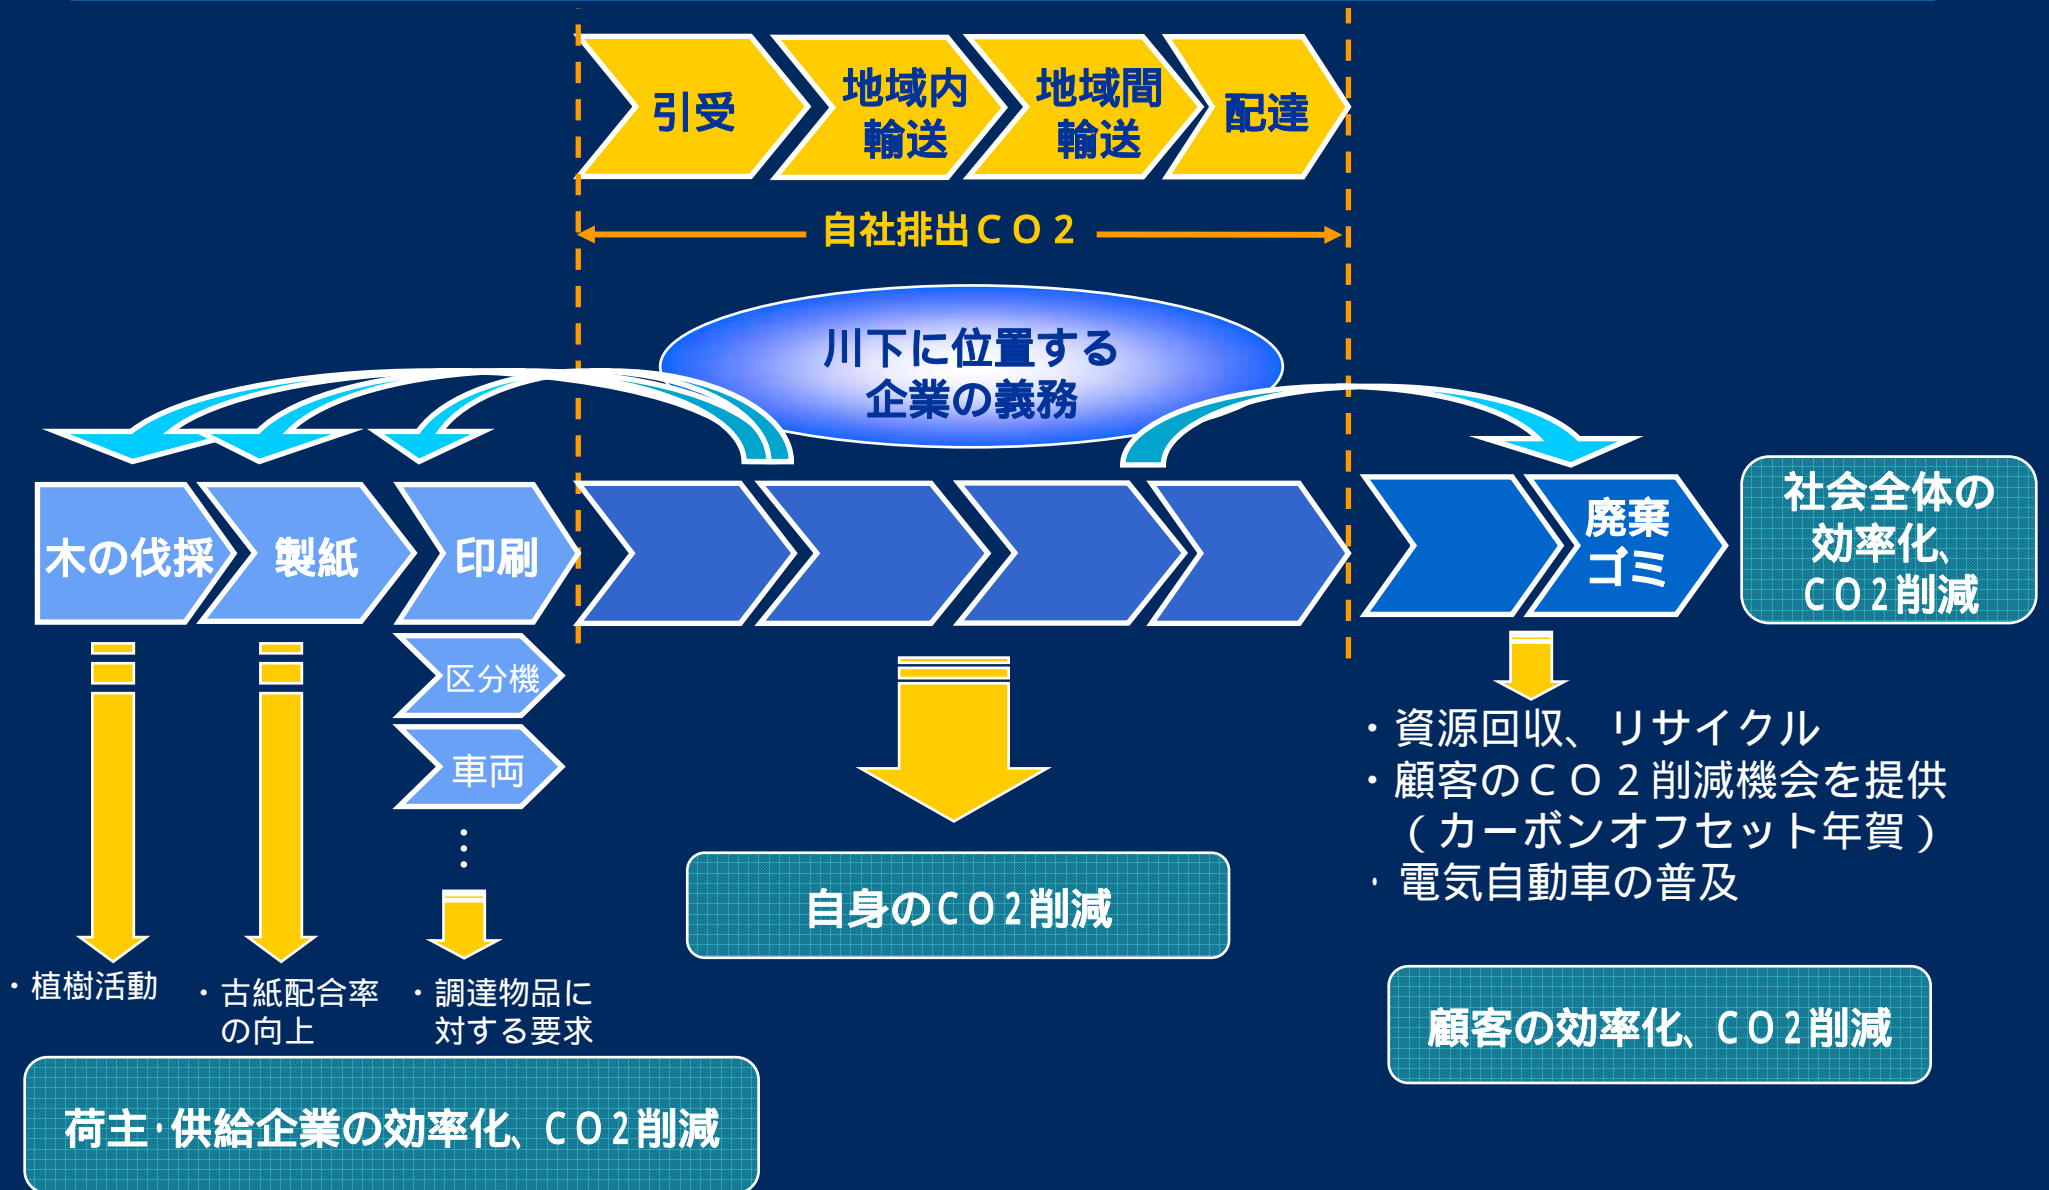 引受
地域内
輸送
地域間
輸送
配達
自社排出CO2
川下に位置する
企業の義務
木の伐採
製紙
印刷
廃棄
ゴミ
社会全体の
効率化、
CO2削減
区分機
車両
・資源回収、リサイクル
・顧客のCO2削減機会を提供
（カーボンオフセット年賀）
・電気自動車の普及
自身のCO2削減
・植樹活動
・古紙配合率
の向上
・調達物品に
対する要求
顧客の効率化、CO2削減
荷主・供給企業の効率化、CO2削減